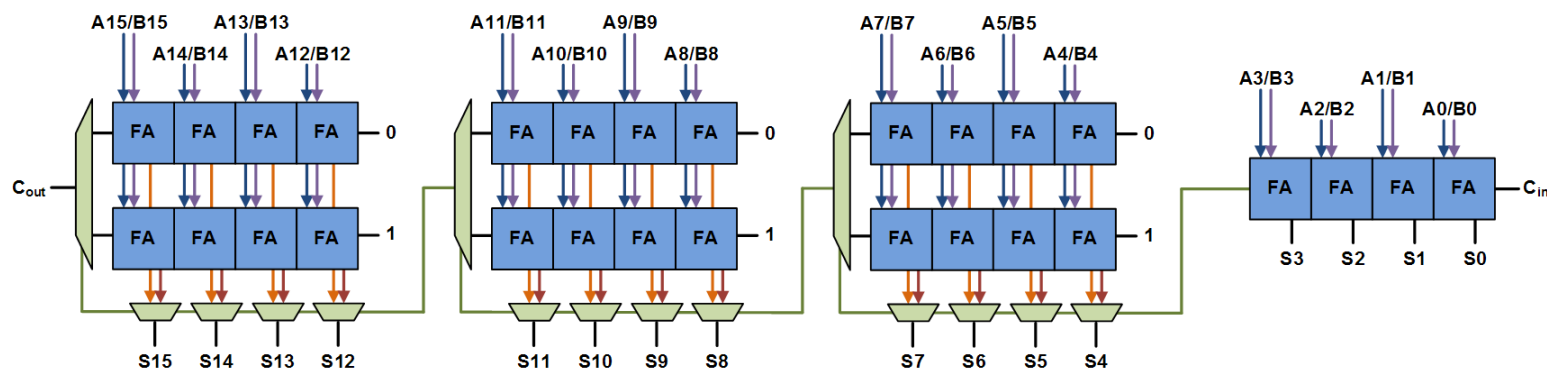 A15/B15 A13/B13 A11/B11 A9/B9 A7/B7 A5/B5
A14/B14 A12/B12 A10/B10 A8/B8 A6/B6 A4/B4
A3/B3 A1/B1
A2/B2 A0/B0
FA FA FA FA 0 FA FA FA FA 0 FA FA FA FA 0
Cout FA FA FA FA Cin
FA FA FA FA 1 FA FA FA FA 1 FA FA FA FA 1
S3 S2 S1 S0
S15 S14 S13 S12 S11 S10 S9 S8 S7 S6 S5 S4